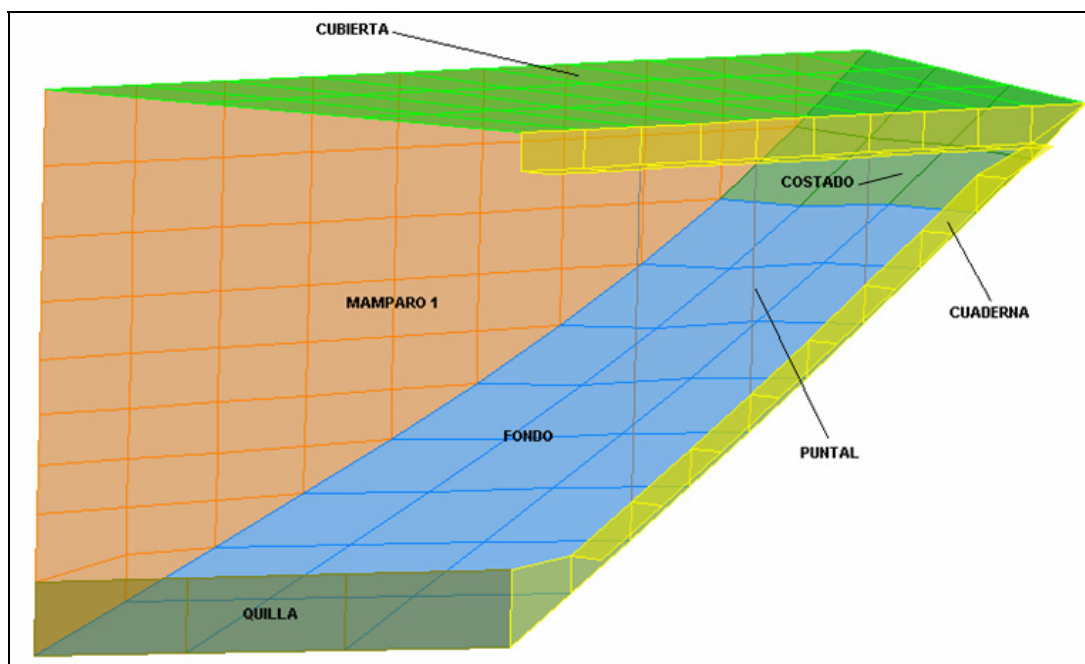 CUBIERTA
COSTADO
MAMPARO 1
CUADERNA
FONDO
PUNTAL
QUILLA